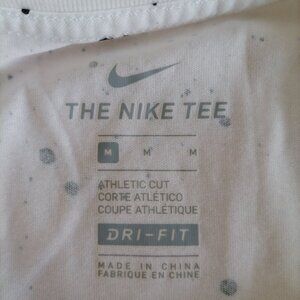 THE NIKE TEE
M M M
ATHLETIC CUT
CORTE ATLÉTICO
COUPE ATHLÉTIQUE
DRI-FIT
MADE IN CHINA
FABRIQUÉ EN CHINE